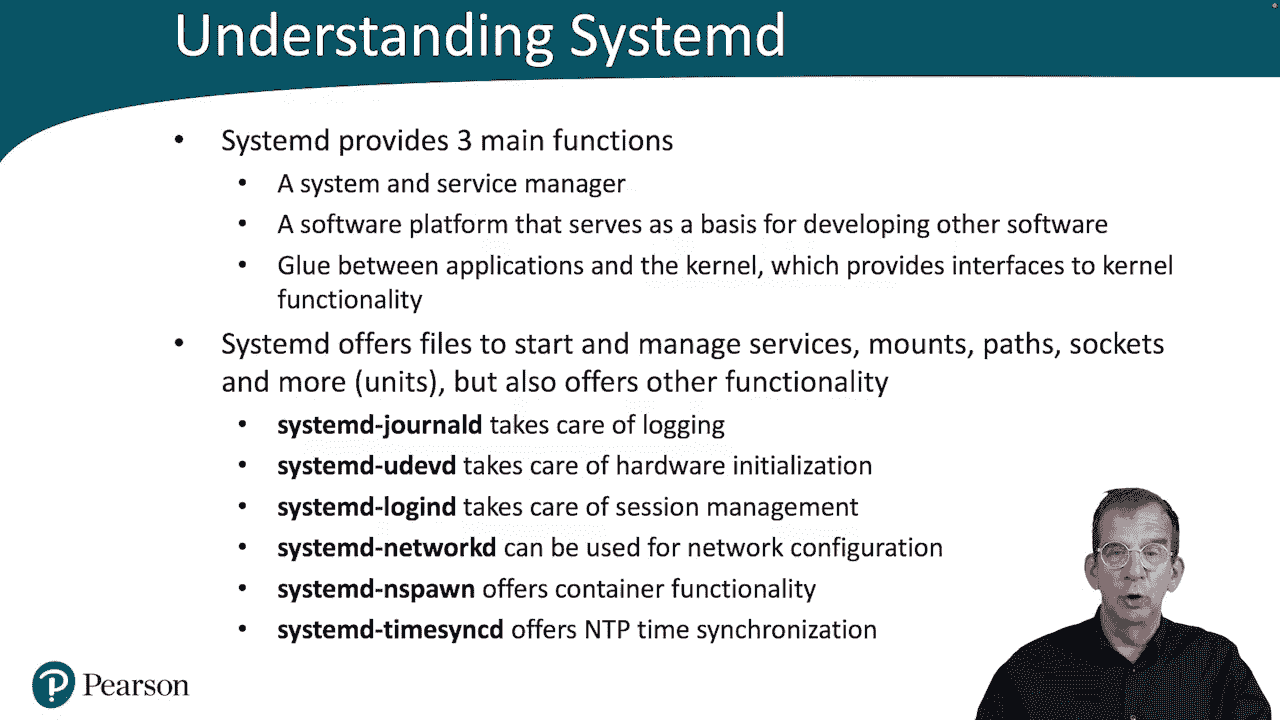 Understanding Systemd
• Systemd provides 3 main functions
• A system and service manager
• A software platform that serves as a basis for developing other software
• Glue between applications and the kernel, which provides interfaces to kernel
functionality
• Systemd offers files to start and manage services, mounts, paths, sockets
and more (units), but also offers other functionality
• systemd-journald takes care of logging
• systemd-udevd takes care of hardware initialization
• systemd-logind takes care of session management
• systemd-networkd can be used for network configuration
• systemd-nspawn offers container functionality
• systemd-timesyncd offers NTP time synchronization
Pearson